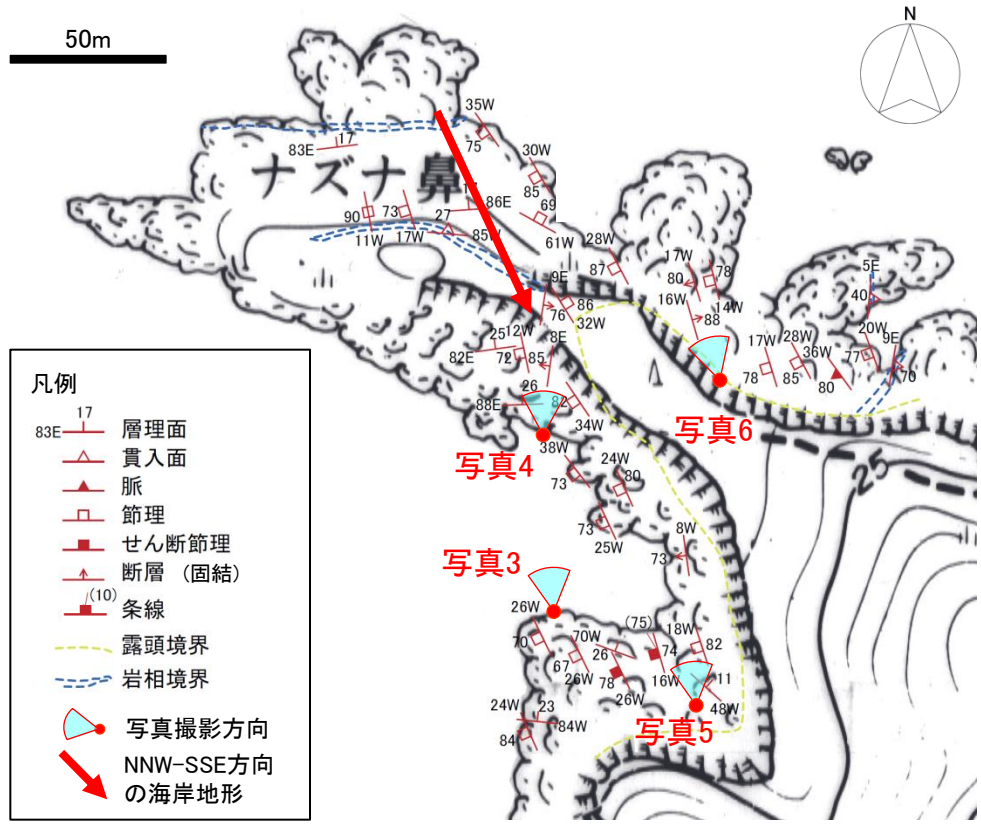 50m
N
35W
75
17
83E
ナズナ鼻
30W
85
69
17
86E
90
11W
73
17W
27
85W
61W
28W
87
17W
80
78
14W
16W
88
5E
40
9E
76
86
32W
20W
9E
77
70
17W
78
28W
85
36W
80
25
82E
12W
72
8E
85
26
88E
82
34W
38W
73
24W
80
73
25W
8W
73
写真4
写真6
25
写真3
26W
70
70W
67
26W
26
78
26W
(75)
74
16W
18W
82
11
48W
写真5
24W
23
84W
84
凡例
17
83E
層理面
貫入面
脈
節理
せん断節理
断層 (固結)
(10)
条線
露頭境界
岩相境界
写真撮影方向
NNW-SSE方向
の海岸地形